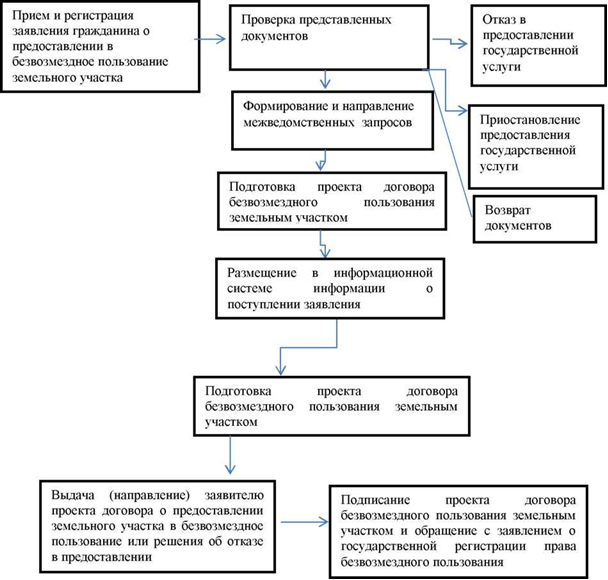 Прием и регистрация
заявления гражданина о
предоставлении в
безвозмездное пользование
земельного участка
Проверка представленных
документов
Отказ в
предоставлении
государственной
услуги
Формирование и направление
межведомственных запросов
Приостановление
предоставления
государственной
услуги
Подготовка проекта договора
безвозмездного пользования
земельным участком
Возврат
документов
Размещение в информационной
системе информации о
поступлении заявления
Подготовка проекта договора
безвозмездного пользования земельным
участком
Выдача (направление) заявителю
проекта договора о предоставлении
земельного участка в безвозмездное
пользование или решения об отказе
в предоставлении
Подписание проекта договора
безвозмездного пользования земельным
участком и обращение с заявлением о
государственной регистрации права
безвозмездного пользования